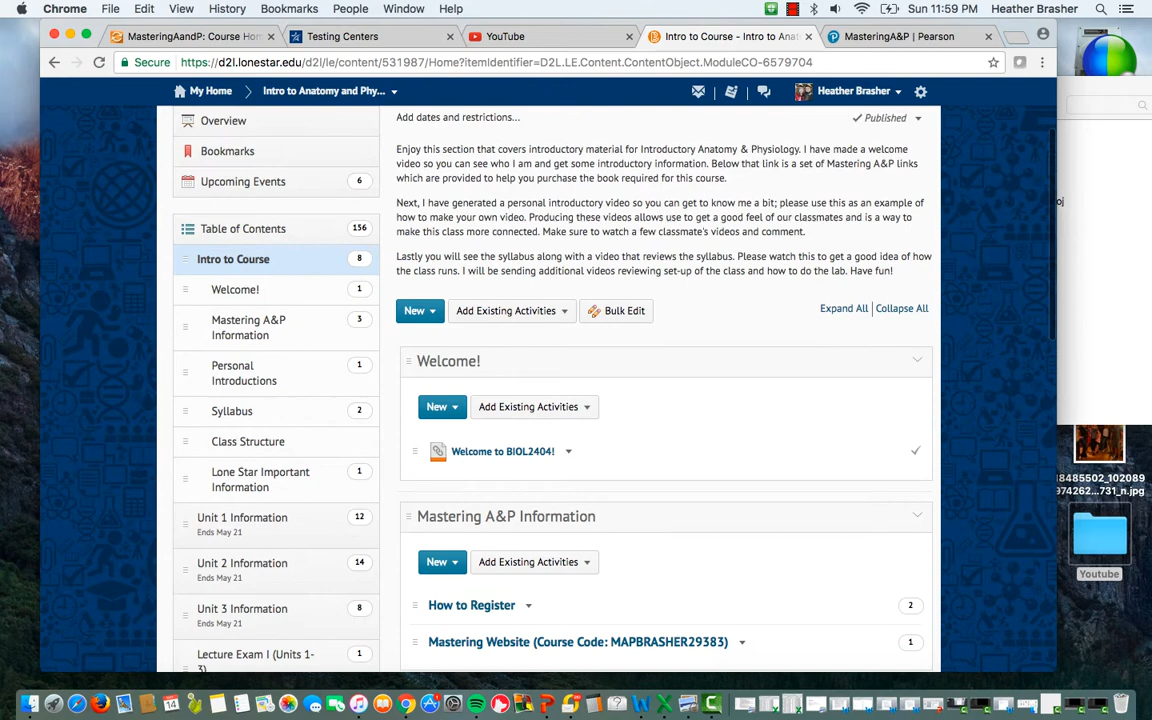 Chrome File Edit View History Bookmarks People Window Help Sun 11:59 PM Heather Brasher
MasteringAandP: Course Hom Testing Centers YouTube Intro to Course - Intro to Anat MasteringA&P | Pearson
Secure https://d2l.lonestar.edu/d2l/le/content/531987/Home?itemIdentifier=D2L.LE.Content.ContentObject.ModuleCO-6579704
My Home Intro to Anatomy and Phy... Heather Brasher
Overview
Bookmarks
Upcoming Events 6
Table of Contents 156
Intro to Course 8
Welcome! 1
Mastering A&P 3
Information
Personal 1
Introductions
Syllabus 2
Class Structure
Lone Star Important 1
Information
Unit 1 Information 12
Ends May 21
Unit 2 Information 14
Ends May 21
Unit 3 Information 8
Ends May 21
Lecture Exam I (Units 1- 1
3)
Add dates and restrictions... Published
Enjoy this section that covers introductory material for Introductory Anatomy & Physiology. I have made a welcome
video so you can see who I am and get some introductory information. Below that link is a set of Mastering A&P links
which are provided to help you purchase the book required for this course.
Next, I have generated a personal introductory video so you can get to know me a bit; please use this as an example of
how to make your own video. Producing these videos allows use to get a good feel of our classmates and is a way to
make this class more connected. Make sure to watch a few classmate's videos and comment.
Lastly you will see the syllabus along with a video that reviews the syllabus. Please watch this to get a good idea of how
the class runs. I will be sending additional videos reviewing set-up of the class and how to do the lab. Have fun!
New Add Existing Activities Bulk Edit Expand All Collapse All
Welcome!
New Add Existing Activities
Welcome to BIOL2404!
Mastering A&P Information
New Add Existing Activities
How to Register 2
Mastering Website (Course Code: MAPBRASHER29383) 1
oj
18485502_102089
974262...731_n.jpg
Youtube